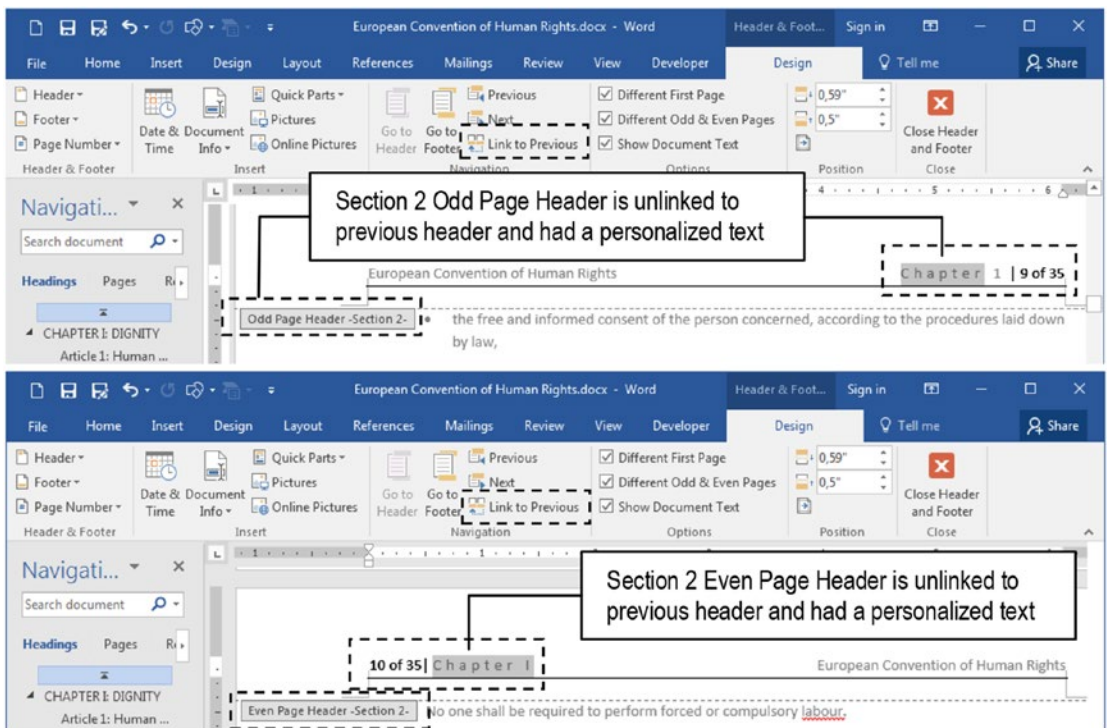 European Convention of Human Rights.docx - Word
Header & Foot...
Sign in
File Home Insert Design Layout References Mailings Review View Developer Design Tell me Share
Header Quick Parts Previous Different First Page 0,59"
Footer Pictures Next Different Odd & Even Pages 0,5"
Page Number Date & Time Document Info Online Pictures Go to Header Go to Footer Link to Previous Show Document Text Close Header and Footer
Header & Footer Insert Navigation Options Position Close
Navigati...
Search document
Headings Pages
CHAPTER I: DIGNITY
Article 1: Human ...
Section 2 Odd Page Header is unlinked to
previous header and had a personalized text
European Convention of Human Rights Chapter 1 | 9 of 35
Odd Page Header -Section 2-
• the free and informed consent of the person concerned, according to the procedures laid down
by law,
European Convention of Human Rights.docx - Word
Header & Foot...
Sign in
File Home Insert Design Layout References Mailings Review View Developer Design Tell me Share
Header Quick Parts Previous Different First Page 0,59"
Footer Pictures Next Different Odd & Even Pages 0,5"
Page Number Date & Time Document Info Online Pictures Go to Header Go to Footer Link to Previous Show Document Text Close Header and Footer
Header & Footer Insert Navigation Options Position Close
Navigati...
Search document
Headings Pages
CHAPTER I: DIGNITY
Article 1: Human ...
Section 2 Even Page Header is unlinked to
previous header and had a personalized text
10 of 35| Chapter I European Convention of Human Rights
Even Page Header -Section 2-
No one shall be required to perform forced or compulsory labour.